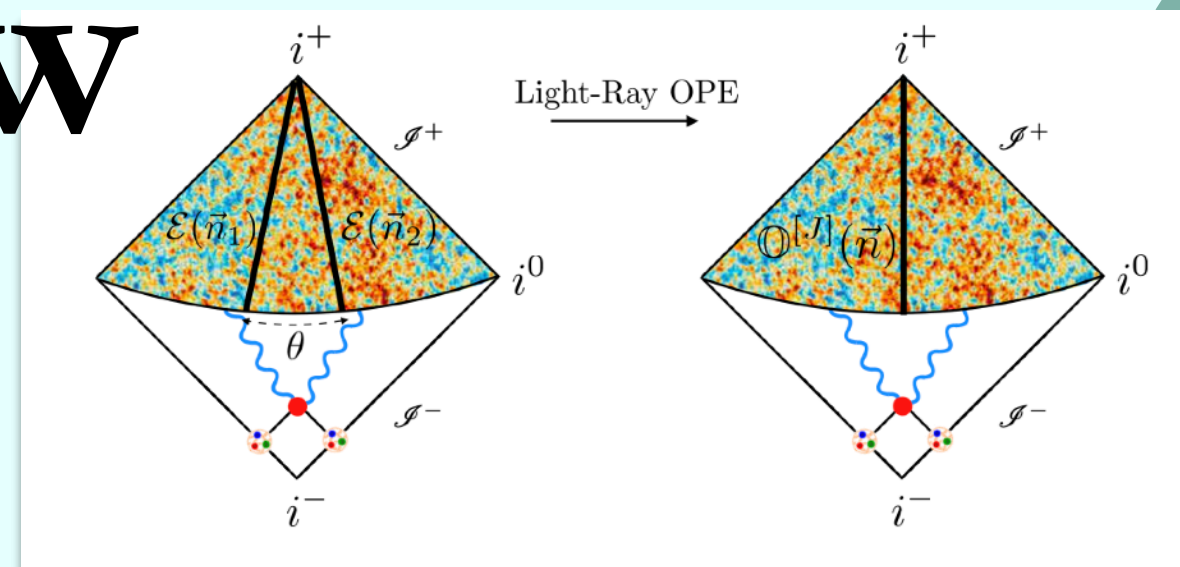 w
i⁺ i⁺
Light-Ray OPE
𝓘⁺ 𝓘⁺
ℰ(n⃗₁) ℰ(n⃗₂) 𝕆^[J](n⃗)
i⁰ i⁰
θ
𝓘⁻ 𝓘⁻
i⁻ i⁻